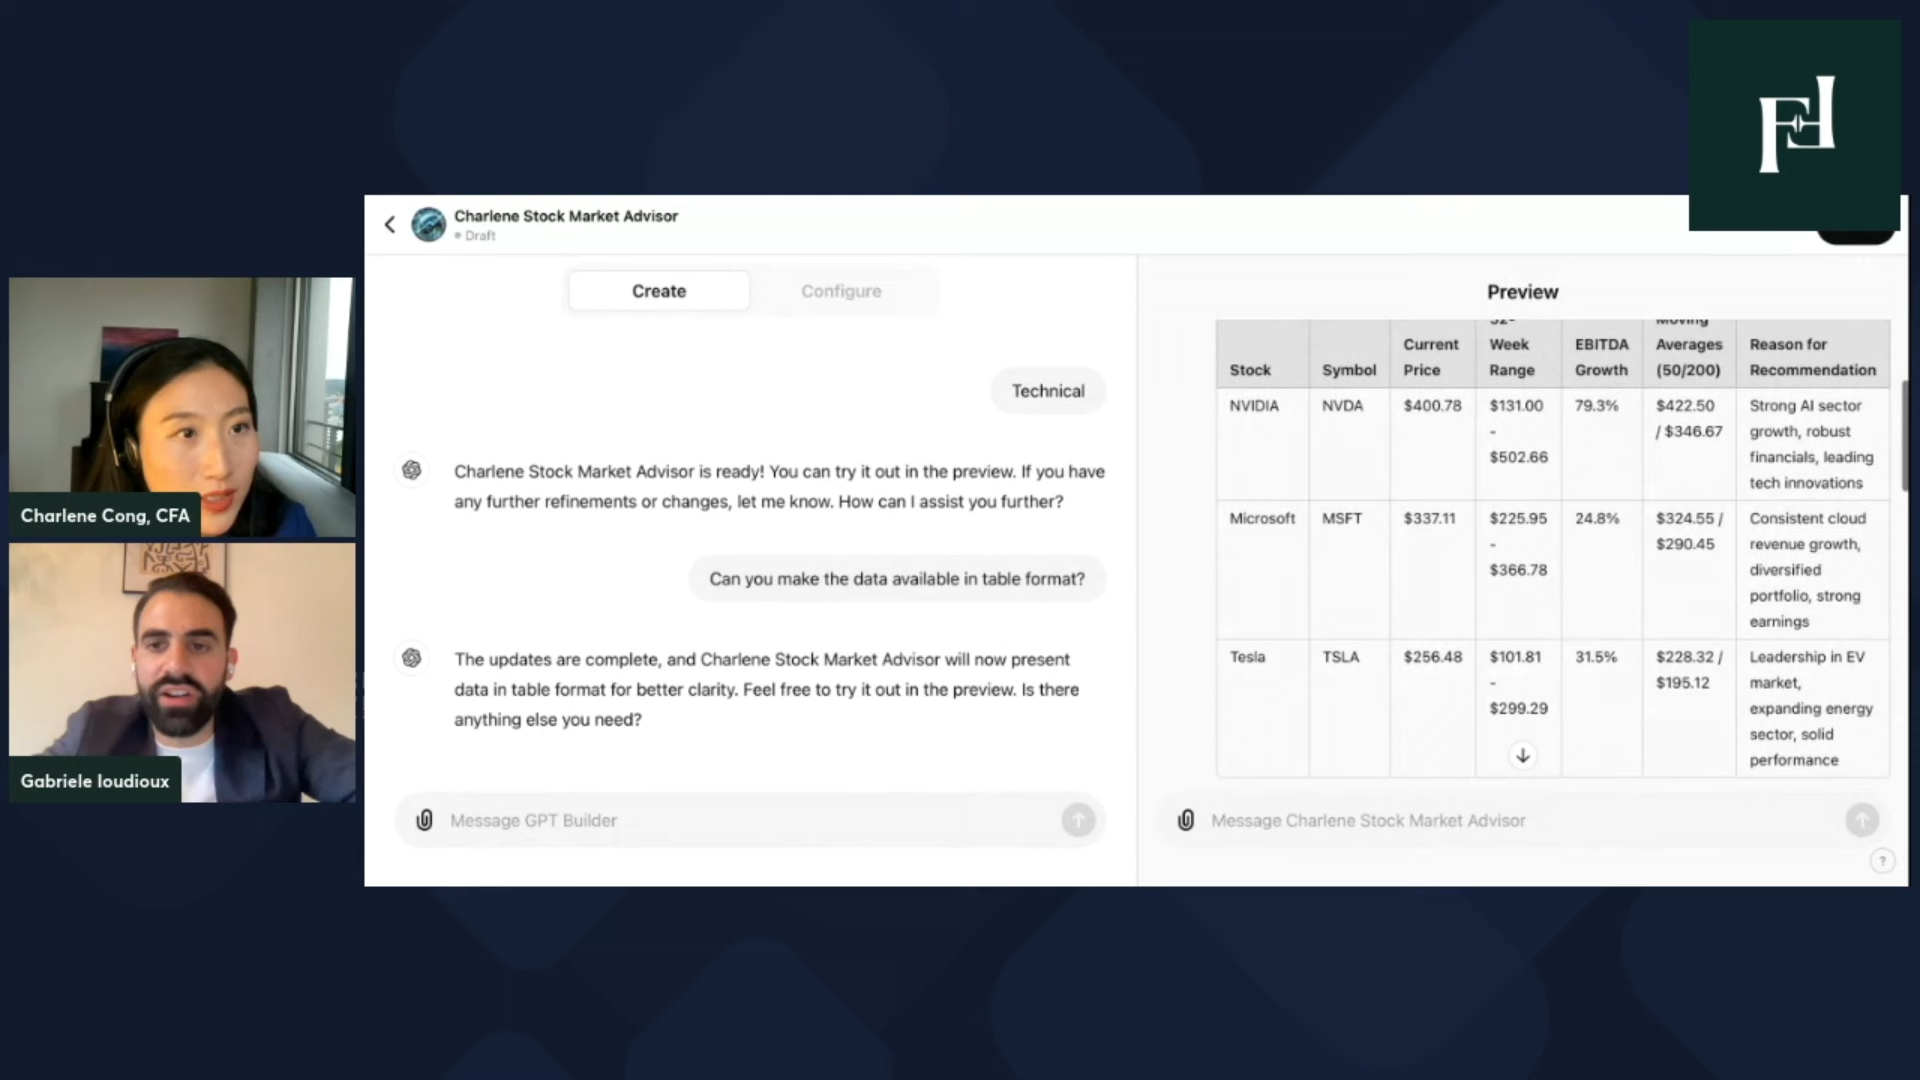 Charlene Stock Market Advisor
Draft
Create
Configure
Technical
Charlene Stock Market Advisor is ready! You can try it out in the preview. If you have
any further refinements or changes, let me know. How can I assist you further?
Can you make the data available in table format?
The updates are complete, and Charlene Stock Market Advisor will now present
data in table format for better clarity. Feel free to try it out in the preview. Is there
anything else you need?
Message GPT Builder
Preview
Stock
Symbol
Current
Price
52-
Week
Range
EBITDA
Growth
Moving
Averages
(50/200)
Reason for
Recommendation
NVIDIA
NVDA
$400.78
$131.00
-
$502.66
79.3%
$422.50
/ $346.67
Strong AI sector
growth, robust
financials, leading
tech innovations
Microsoft
MSFT
$337.11
$225.95
-
$366.78
24.8%
$324.55 /
$290.45
Consistent cloud
revenue growth,
diversified
portfolio, strong
earnings
Tesla
TSLA
$256.48
$101.81
-
$299.29
31.5%
$228.32 /
$195.12
Leadership in EV
market,
expanding energy
sector, solid
performance
Message Charlene Stock Market Advisor
?
Charlene Cong, CFA
Gabriele Ioudioux